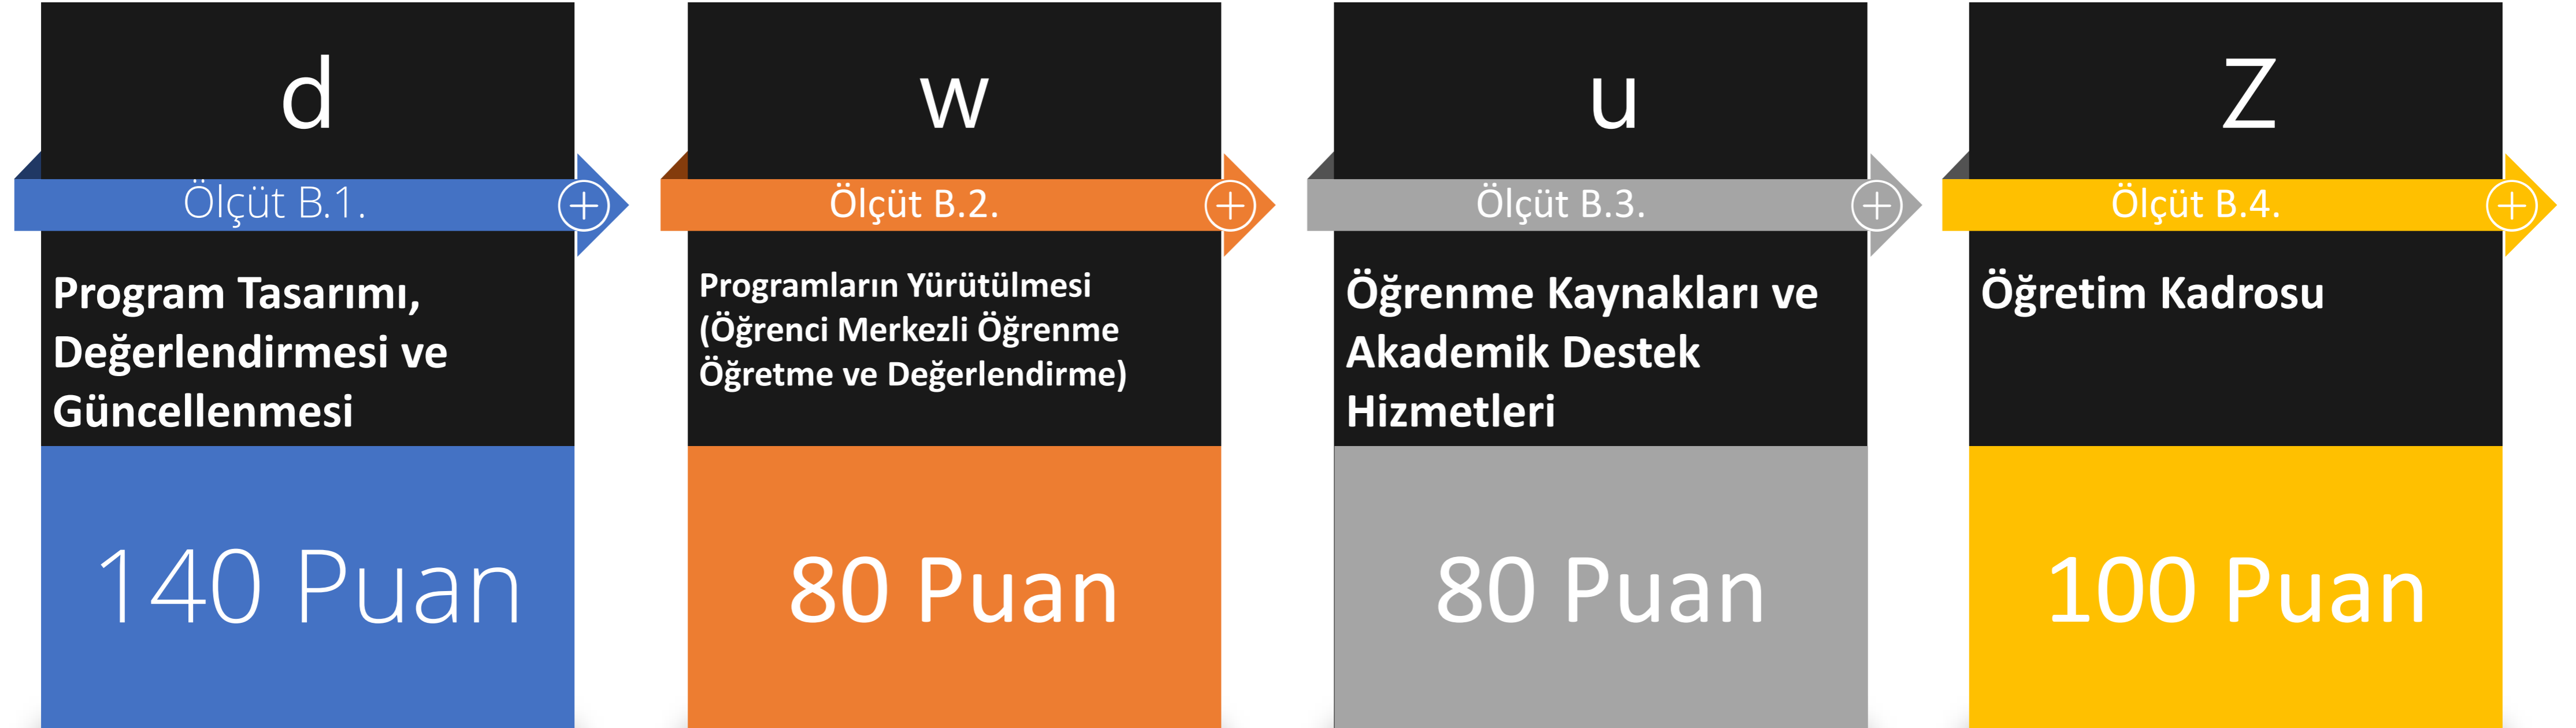 d
Ölçüt B.1.
Program Tasarımı,
Değerlendirmesi ve
Güncellenmesi
140 Puan
w
Ölçüt B.2.
Programların Yürütülmesi
(Öğrenci Merkezli Öğrenme
Öğretme ve Değerlendirme)
80 Puan
u
Ölçüt B.3.
Öğrenme Kaynakları ve
Akademik Destek
Hizmetleri
80 Puan
Z
Ölçüt B.4.
Öğretim Kadrosu
100 Puan